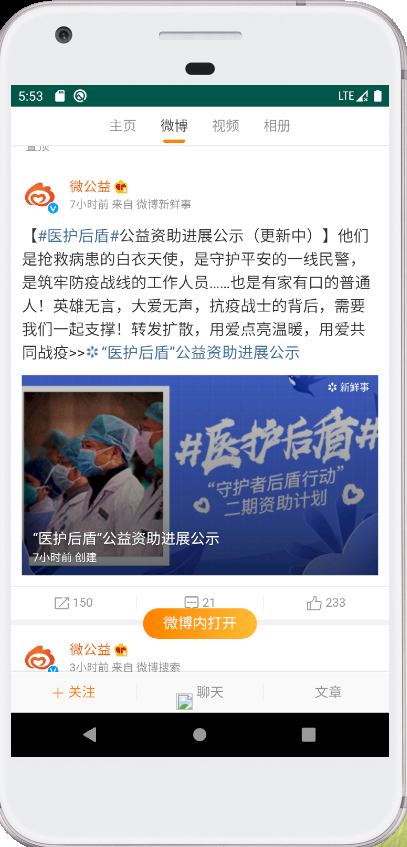 5:53
LTE
主页 微博 视频 相册
置顶
微公益
7小时前 来自 微博新鲜事
【#医护后盾#公益资助进展公示（更新中）】他们
是抢救病患的白衣天使，是守护平安的一线民警，
是筑牢防疫战线的工作人员……也是有家有口的普通
人！英雄无言，大爱无声，抗疫战士的背后，需要
我们一起支撑！转发扩散，用爱点亮温暖，用爱共
同战疫>>“医护后盾”公益资助进展公示
新鲜事
#医护后盾#
“守护者后盾行动”
二期资助计划
“医护后盾”公益资助进展公示
7小时前 创建
150 21 233
微博内打开
微公益
3小时前 来自 微博搜索
+ 关注 聊天 文章